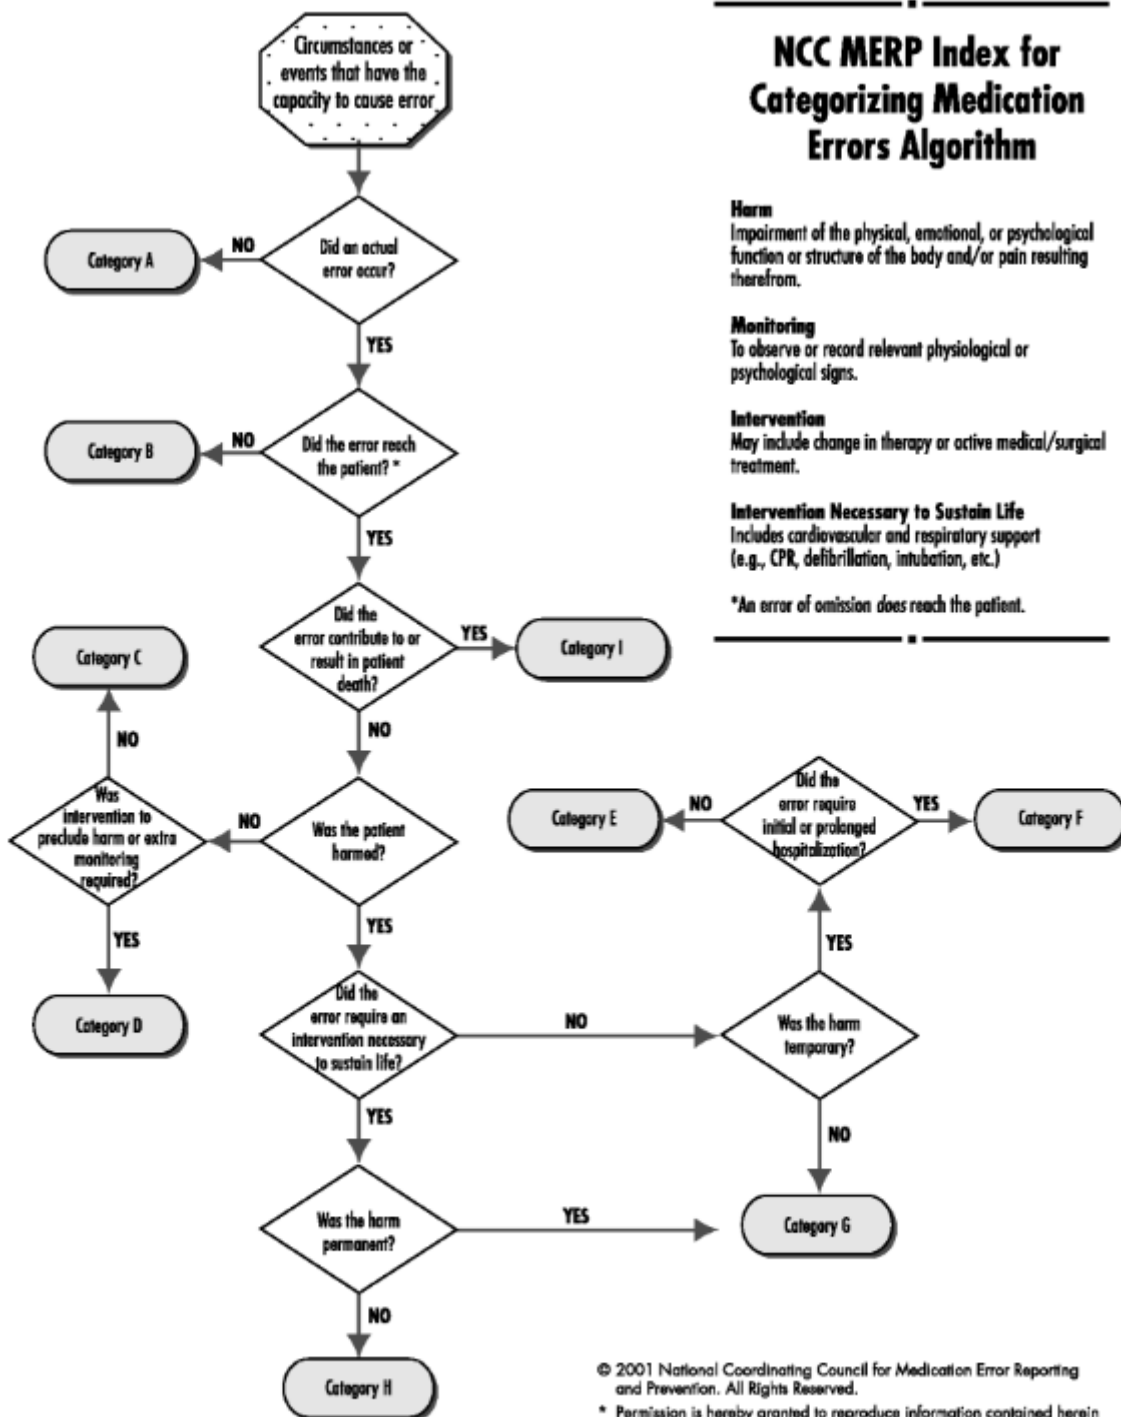 Circumstances or
events that have the
capacity to cause error
NCC MERP Index for
Categorizing Medication
Errors Algorithm
Harm
Impairment of the physical, emotional, or psychological
function or structure of the body and/or pain resulting
therefrom.
Monitoring
To observe or record relevant physiological or
psychological signs.
Intervention
May include change in therapy or active medical/surgical
treatment.
Intervention Necessary to Sustain Life
Includes cardiovascular and respiratory support
(e.g., CPR, defibrillation, intubation, etc.)
*An error of omission does reach the patient.
Did an actual
error occur?
NO
Category A
YES
Did the error reach
the patient? *
NO
Category B
YES
Did the
error contribute to or
result in patient
death?
YES
Category I
NO
Was the patient
harmed?
NO
Was
intervention to
preclude harm or extra
monitoring
required?
NO
Category C
YES
Category D
YES
Did the
error require an
intervention necessary
to sustain life?
NO
Was the harm
temporary?
YES
Did the
error require
initial or prolonged
hospitalization?
NO
Category E
YES
Category F
NO
Category G
YES
Was the harm
permanent?
YES
NO
Category H
© 2001 National Coordinating Council for Medication Error Reporting
and Prevention. All Rights Reserved.
* Permission is hereby granted to reproduce information contained herein